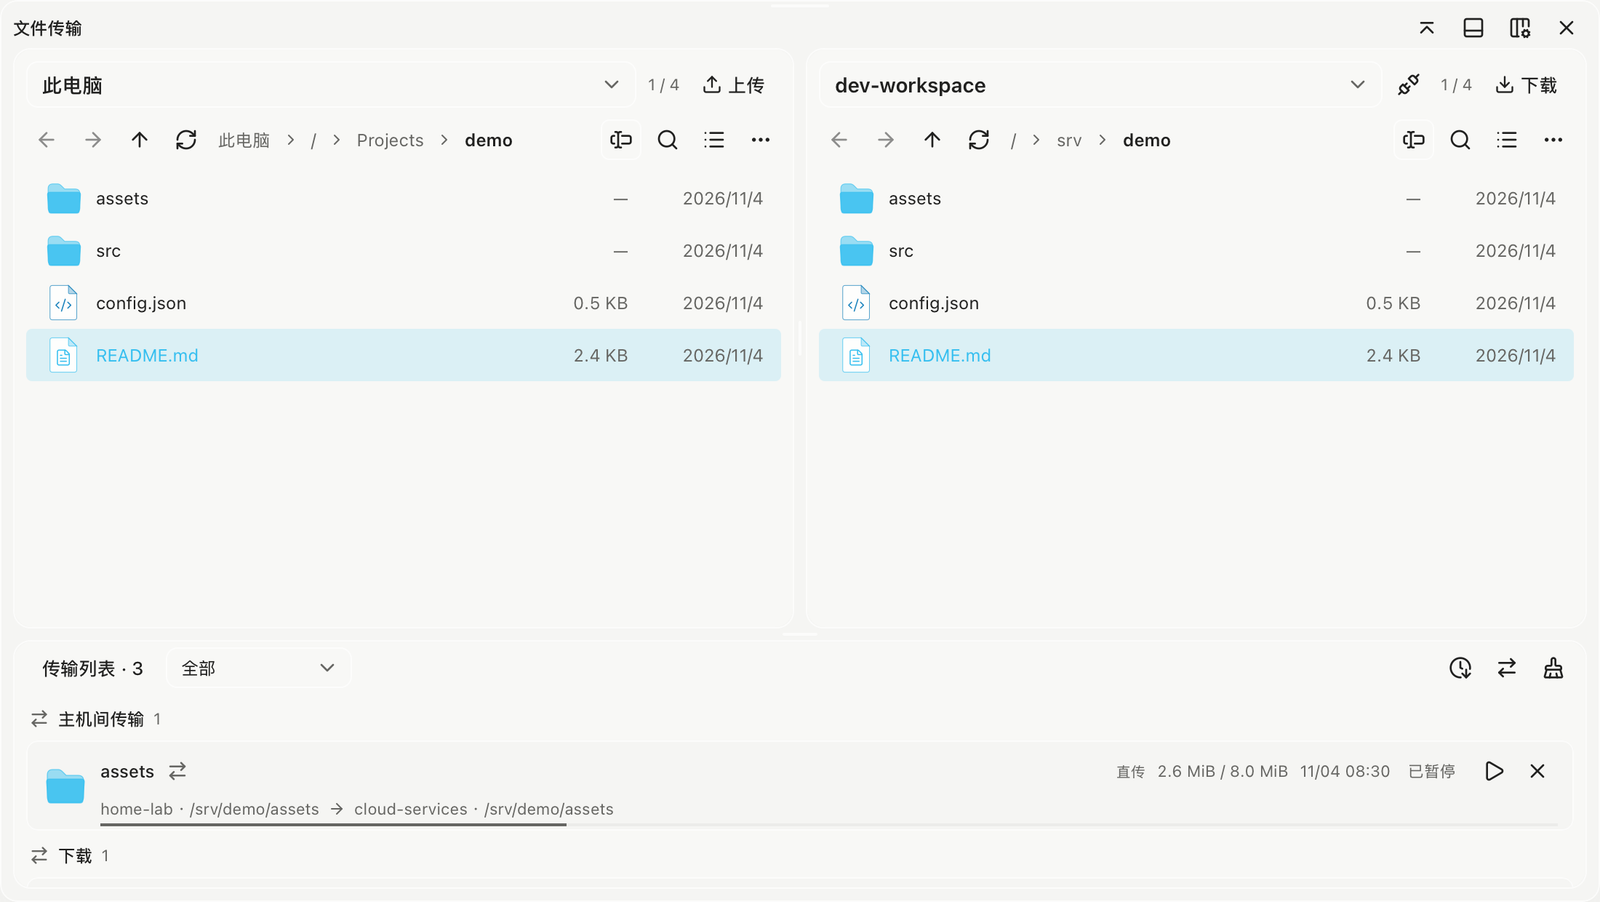 文件传输
此电脑 1 / 4 上传
此电脑 / Projects demo
assets — 2026/11/4
src — 2026/11/4
config.json 0.5 KB 2026/11/4
README.md 2.4 KB 2026/11/4
dev-workspace 1 / 4 下载
/ srv demo
assets — 2026/11/4
src — 2026/11/4
config.json 0.5 KB 2026/11/4
README.md 2.4 KB 2026/11/4
传输列表 · 3 全部
主机间传输 1
assets 直传 2.6 MiB / 8.0 MiB 11/04 08:30 已暂停
home-lab · /srv/demo/assets → cloud-services · /srv/demo/assets
下载 1